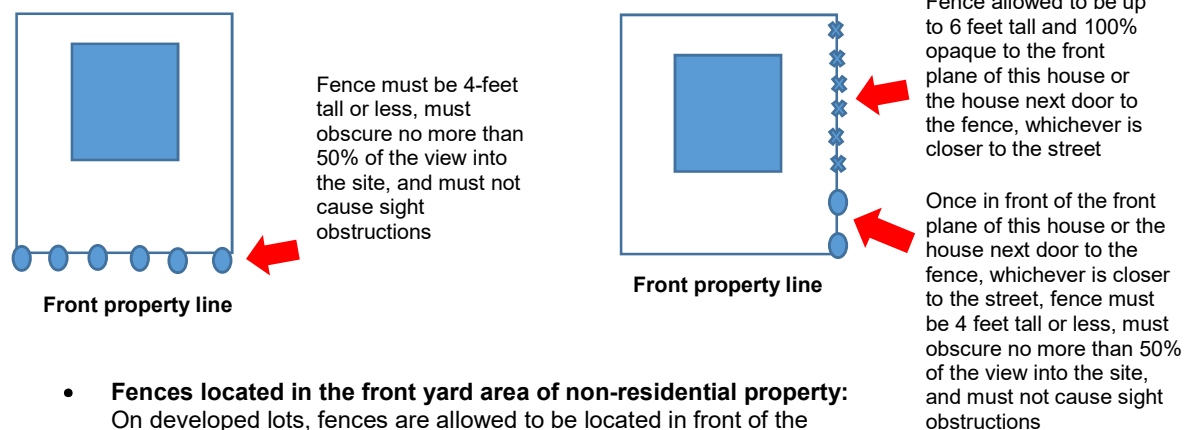 Fence must be 4-feet
tall or less, must
obscure no more than
50% of the view into
the site, and must not
cause sight
obstructions
Front property line
Fence allowed to be up
to 6 feet tall and 100%
opaque to the front
plane of this house or
the house next door to
the fence, whichever is
closer to the street
Once in front of the front
plane of this house or the
house next door to the
fence, whichever is closer
to the street, fence must
be 4 feet tall or less, must
obscure no more than 50%
of the view into the site,
and must not cause sight
obstructions
Front property line
• Fences located in the front yard area of non-residential property:
On developed lots, fences are allowed to be located in front of the